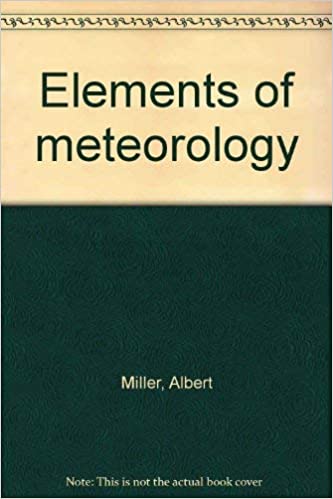 Elements of
meteorology
Miller, Albert
Note: This is not the actual book cover